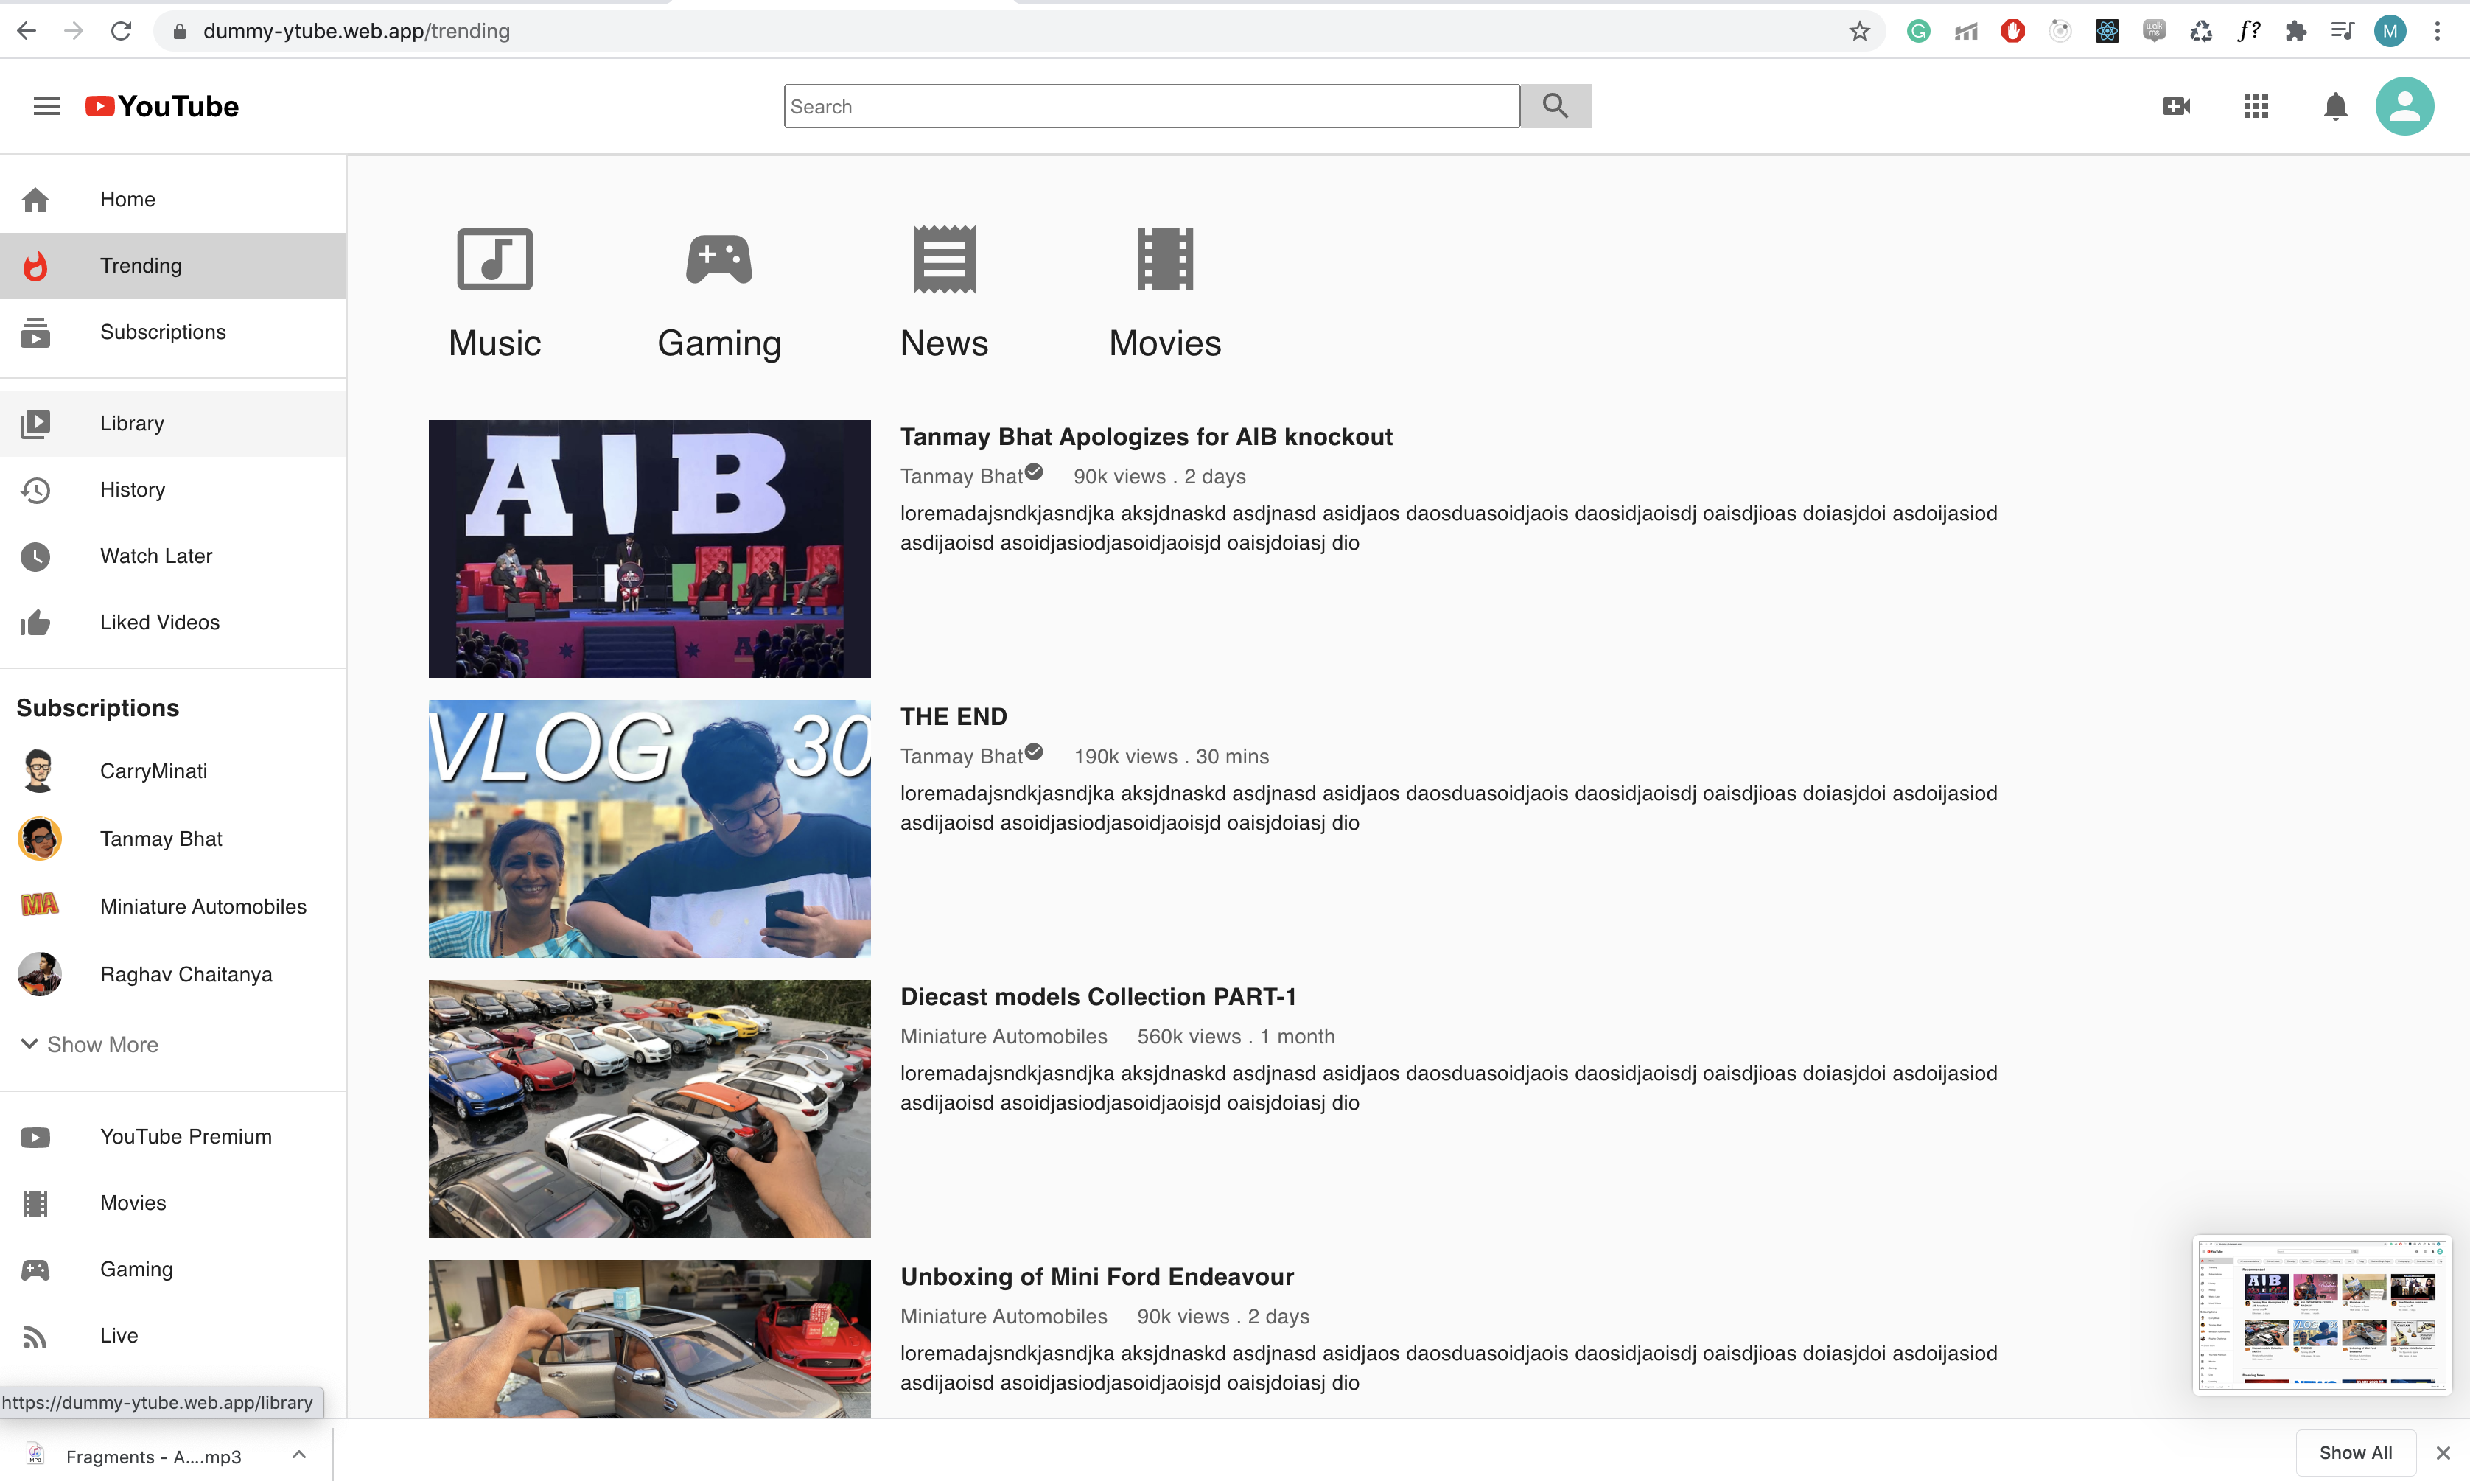 dummy-ytube.web.app/trending
f?
M
YouTube
Search
Home
Trending
Subscriptions
Library
History
Watch Later
Liked Videos
Subscriptions
CarryMinati
Tanmay Bhat
MA
Miniature Automobiles
Raghav Chaitanya
Show More
YouTube Premium
Movies
Gaming
Live
https://dummy-ytube.web.app/library
Music
Gaming
News
Movies
AIB
Tanmay Bhat Apologizes for AIB knockout
Tanmay Bhat 90k views . 2 days
loremadajsndkjasndjka aksjdnaskd asdjnasd asidjaos daosduasoidjaois daosidjaoisdj oaisdjioas doiasjdoi asdoijasiod
asdijaoisd asoidjasiodjasoidjaoisjd oaisjdoiasj dio
VLOG 30
THE END
Tanmay Bhat 190k views . 30 mins
loremadajsndkjasndjka aksjdnaskd asdjnasd asidjaos daosduasoidjaois daosidjaoisdj oaisdjioas doiasjdoi asdoijasiod
asdijaoisd asoidjasiodjasoidjaoisjd oaisjdoiasj dio
Diecast models Collection PART-1
Miniature Automobiles 560k views . 1 month
loremadajsndkjasndjka aksjdnaskd asdjnasd asidjaos daosduasoidjaois daosidjaoisdj oaisdjioas doiasjdoi asdoijasiod
asdijaoisd asoidjasiodjasoidjaoisjd oaisjdoiasj dio
Unboxing of Mini Ford Endeavour
Miniature Automobiles 90k views . 2 days
loremadajsndkjasndjka aksjdnaskd asdjnasd asidjaos daosduasoidjaois daosidjaoisdj oaisdjioas doiasjdoi asdoijasiod
asdijaoisd asoidjasiodjasoidjaoisjd oaisjdoiasj dio
Fragments - A....mp3
Show All